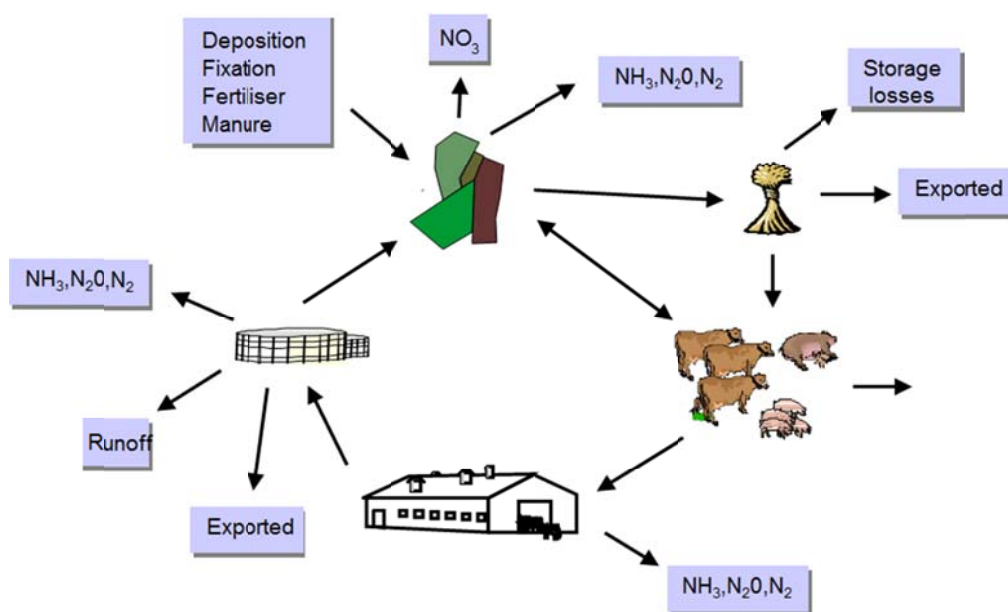 Deposition
Fixation
Fertiliser
Manure
NO₃
NH₃,N₂0,N₂
Storage
losses
Exported
NH₃,N₂0,N₂
Runoff
Exported
NH₃,N₂0,N₂